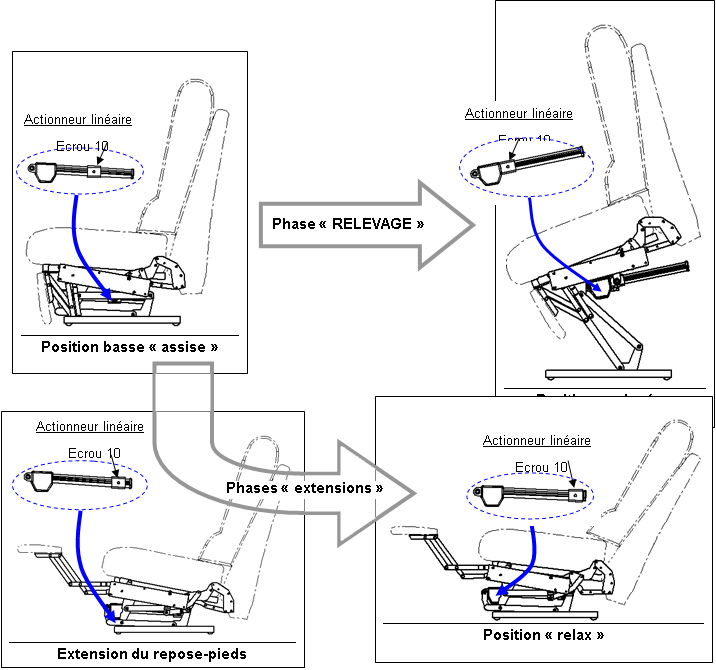 Actionneur linéaire
Ecrou 10
Position basse « assise »
Phase « RELEVAGE »
Actionneur linéaire
Ecrou 10
Actionneur linéaire
Ecrou 10
Extension du repose-pieds
Phases « extensions »
Actionneur linéaire
Ecrou 10
Position « relax »